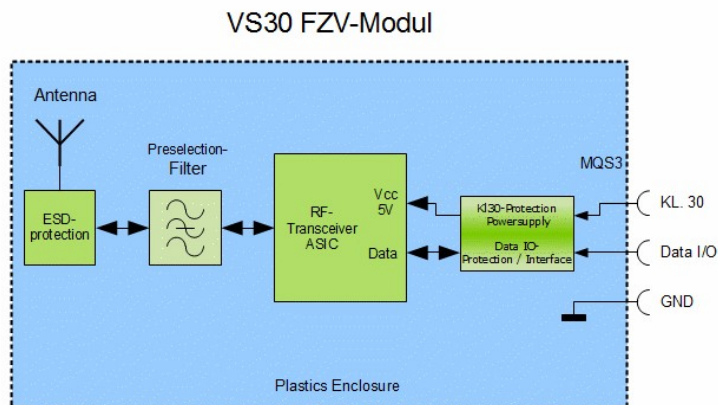 VS30 FZV-Modul
Antenna
Preselection-
Filter
MQS3
ESD-
protection
RF-
Transceiver
ASIC
Vcc
5V
Data
Kl30-Protection
Powersupply
Data IO-
Protection / Interface
KL. 30
Data I/O
GND
Plastics Enclosure